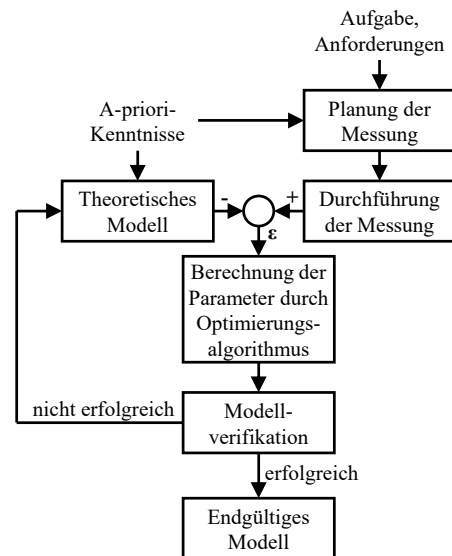 Aufgabe,
Anforderungen
A-priori-
Kenntnisse
Planung der
Messung
Theoretisches
Modell
-
+
Durchführung
der Messung
ε
Berechnung der
Parameter durch
Optimierungs-
algorithmus
nicht erfolgreich
Modell-
verifikation
erfolgreich
Endgültiges
Modell